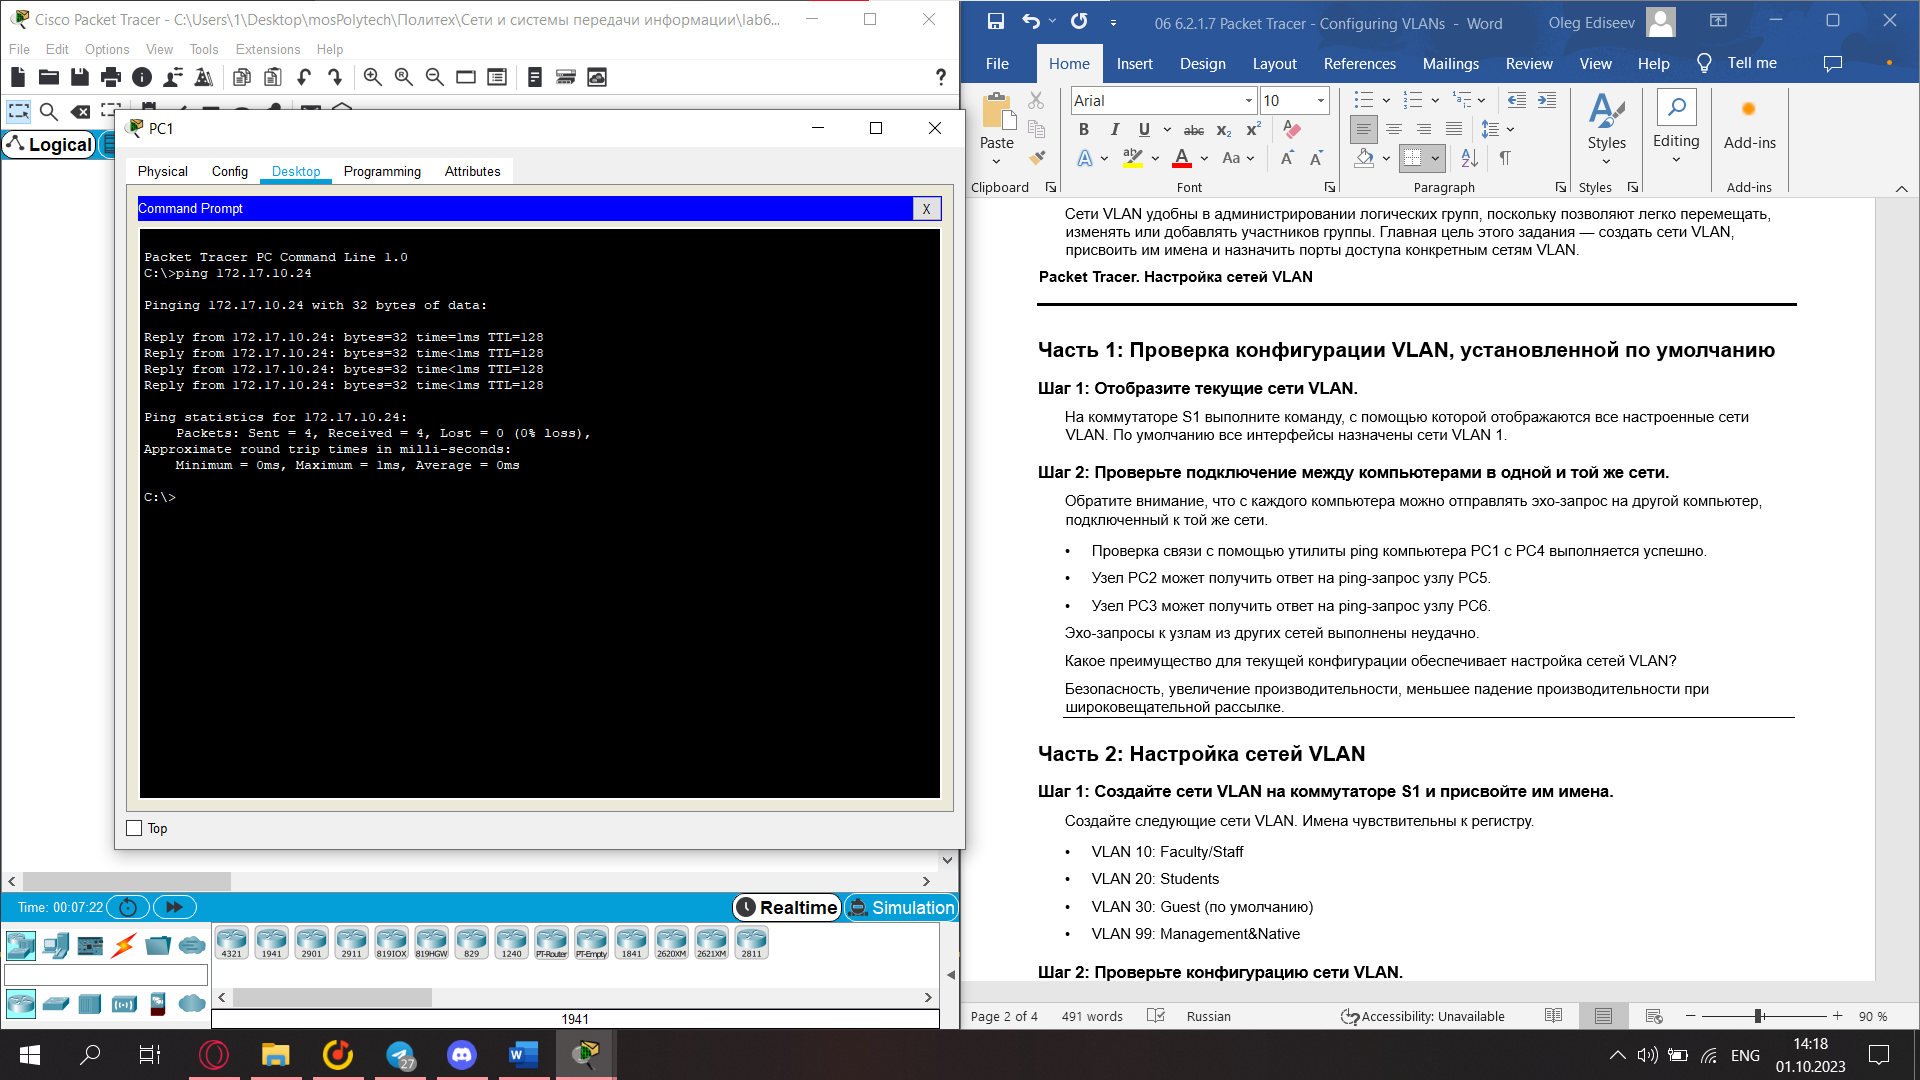 Cisco Packet Tracer - C:\Users\1\Desktop\mosPolytech\Политех\Сети и системы передачи информации\lab6...
File Edit Options View Tools Extensions Help
?
Logical
PC1
Physical Config Desktop Programming Attributes
Command Prompt
X
Packet Tracer PC Command Line 1.0
C:\>ping 172.17.10.24
Pinging 172.17.10.24 with 32 bytes of data:
Reply from 172.17.10.24: bytes=32 time=1ms TTL=128
Reply from 172.17.10.24: bytes=32 time<1ms TTL=128
Reply from 172.17.10.24: bytes=32 time<1ms TTL=128
Reply from 172.17.10.24: bytes=32 time<1ms TTL=128
Ping statistics for 172.17.10.24:
Packets: Sent = 4, Received = 4, Lost = 0 (0% loss),
Approximate round trip times in milli-seconds:
Minimum = 0ms, Maximum = 1ms, Average = 0ms
C:\>
Top
Time: 00:07:22
Realtime Simulation
4321 1941 2901 2911 819IOX 819HGW 829 1240 PT-Router PT-Empty 1841 2620XM 2621XM 2811
1941
06 6.2.1.7 Packet Tracer - Configuring VLANs - Word
Oleg Ediseev
File Home Insert Design Layout References Mailings Review View Help Tell me
Paste
Clipboard
Arial 10
B I U abc x2 x2
A ab A Aa A A
Font
Paragraph
Styles
Styles
Editing
Add-ins
Add-ins
Сети VLAN удобны в администрировании логических групп, поскольку позволяют легко перемещать,
изменять или добавлять участников группы. Главная цель этого задания — создать сети VLAN,
присвоить им имена и назначить порты доступа конкретным сетям VLAN.
Packet Tracer. Настройка сетей VLAN
Часть 1: Проверка конфигурации VLAN, установленной по умолчанию
Шаг 1: Отобразите текущие сети VLAN.
На коммутаторе S1 выполните команду, с помощью которой отображаются все настроенные сети
VLAN. По умолчанию все интерфейсы назначены сети VLAN 1.
Шаг 2: Проверьте подключение между компьютерами в одной и той же сети.
Обратите внимание, что с каждого компьютера можно отправлять эхо-запрос на другой компьютер,
подключенный к той же сети.
• Проверка связи с помощью утилиты ping компьютера PC1 с PC4 выполняется успешно.
• Узел PC2 может получить ответ на ping-запрос узлу PC5.
• Узел PC3 может получить ответ на ping-запрос узлу PC6.
Эхо-запросы к узлам из других сетей выполнены неудачно.
Какое преимущество для текущей конфигурации обеспечивает настройка сетей VLAN?
Безопасность, увеличение производительности, меньшее падение производительности при
широковещательной рассылке.
Часть 2: Настройка сетей VLAN
Шаг 1: Создайте сети VLAN на коммутаторе S1 и присвойте им имена.
Создайте следующие сети VLAN. Имена чувствительны к регистру.
• VLAN 10: Faculty/Staff
• VLAN 20: Students
• VLAN 30: Guest (по умолчанию)
• VLAN 99: Management&Native
Шаг 2: Проверьте конфигурацию сети VLAN.
Page 2 of 4 491 words Russian Accessibility: Unavailable 90 %
27
ENG
14:18
01.10.2023